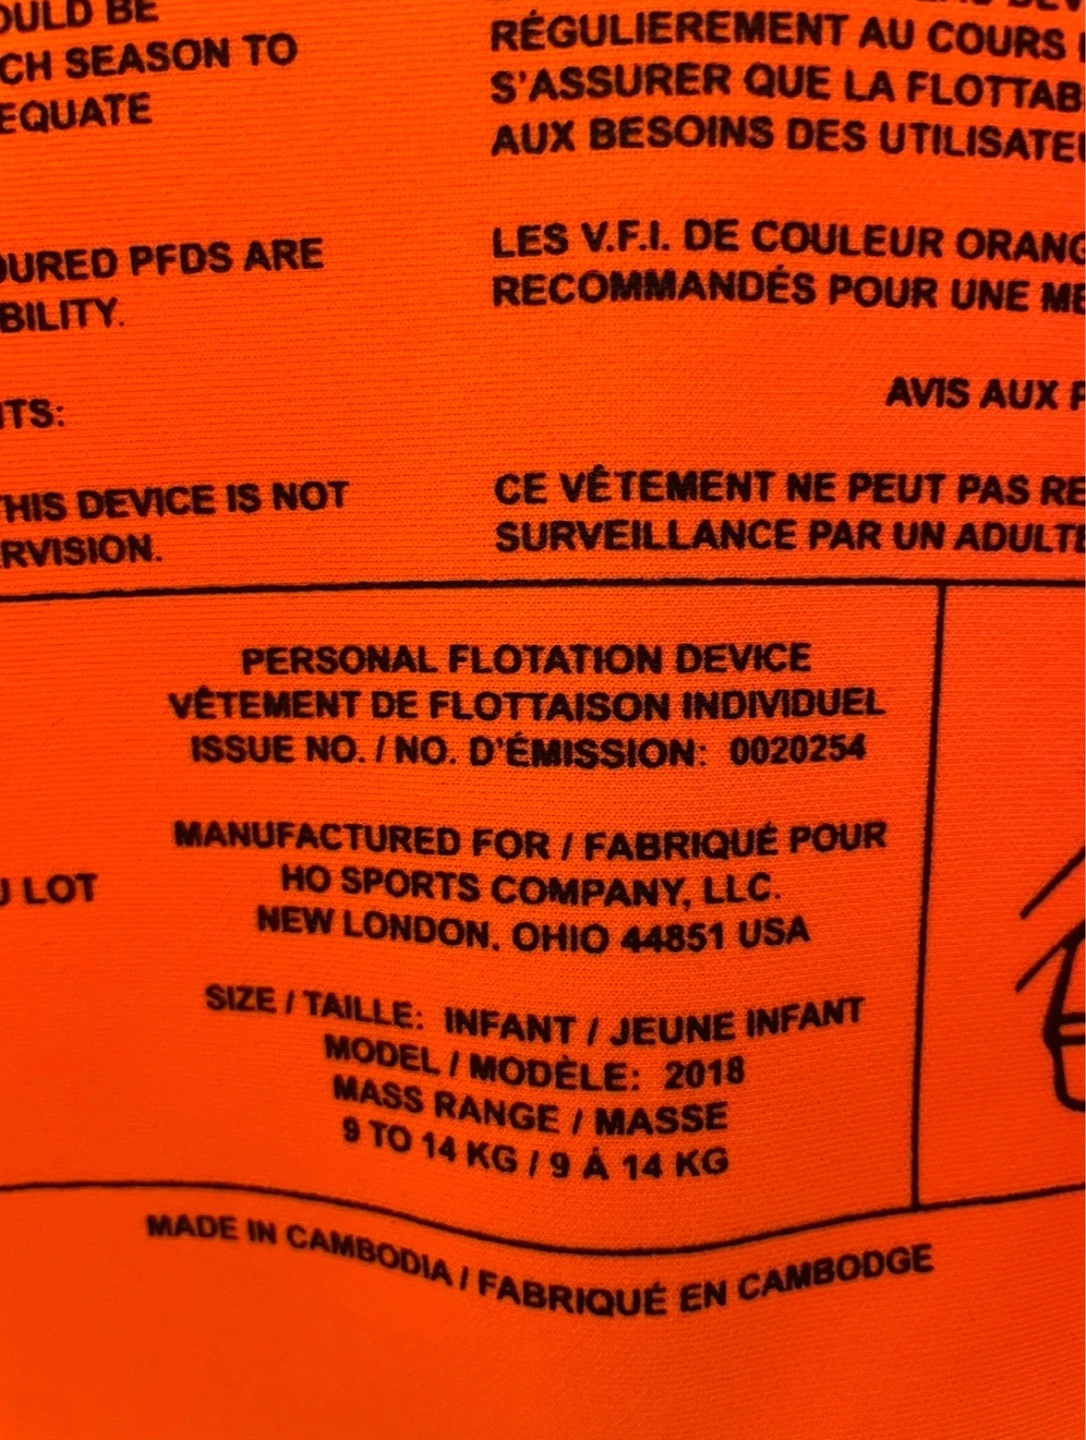 OULD BE
CH SEASON TO
EQUATE
OURED PFDS ARE
BILITY.
NTS:
THIS DEVICE IS NOT
RVISION.
RÉGULIEREMENT AU COURS
S'ASSURER QUE LA FLOTTAB
AUX BESOINS DES UTILISATE
LES V.F.I. DE COULEUR ORANG
RECOMMANDÉS POUR UNE ME
AVIS AUX P
CE VÊTEMENT NE PEUT PAS RE
SURVEILLANCE PAR UN ADULTE
U LOT
PERSONAL FLOTATION DEVICE
VÊTEMENT DE FLOTTAISON INDIVIDUEL
ISSUE NO. / NO. D'ÉMISSION: 0020254
MANUFACTURED FOR / FABRIQUÉ POUR
HO SPORTS COMPANY, LLC.
NEW LONDON, OHIO 44851 USA
SIZE / TAILLE: INFANT / JEUNE INFANT
MODEL / MODÈLE: 2018
MASS RANGE / MASSE
9 TO 14 KG / 9 À 14 KG
MADE IN CAMBODIA / FABRIQUÉ EN CAMBODGE